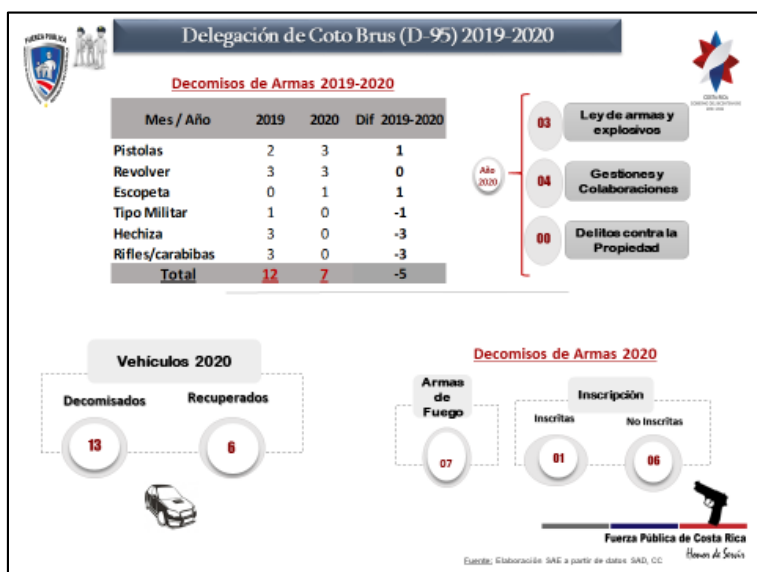 FUERZA PÚBLICA
Delegación de Coto Brus (D-95) 2019-2020
COSTA RICA
Decomisos de Armas 2019-2020
Mes / Año 2019 2020 Dif 2019-2020
Pistolas 2 3 1
Revolver 3 3 0
Escopeta 0 1 1
Tipo Militar 1 0 -1
Hechiza 3 0 -3
Rifles/carabibas 3 0 -3
Total 12 7 -5
Año
2020
03 Ley de armas y
explosivos
04 Gestiones y
Colaboraciones
00 Delitos contra la
Propiedad
Vehículos 2020
Decomisados Recuperados
13 6
Decomisos de Armas 2020
Armas
de
Fuego
07
Inscripción
Inscritas No Inscritas
01 06
Fuerza Pública de Costa Rica
Honor de Servir
Fuente: Elaboración SAE a partir de datos SAD, CC